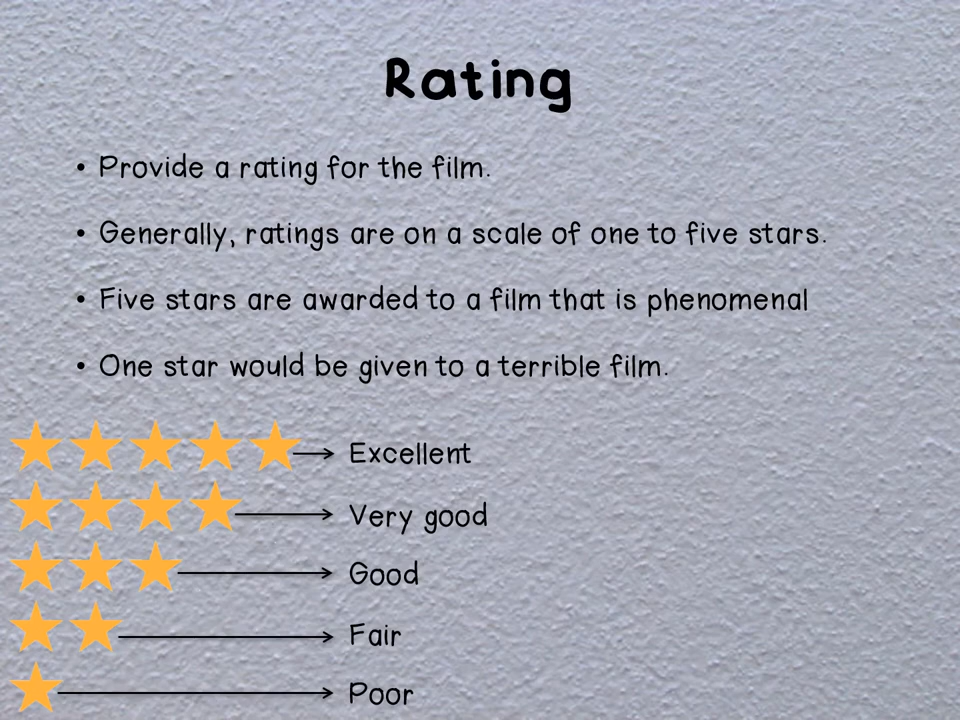 Rating
• Provide a rating for the film.
• Generally, ratings are on a scale of one to five stars.
• Five stars are awarded to a film that is phenomenal
• One star would be given to a terrible film.
Excellent
Very good
Good
Fair
Poor